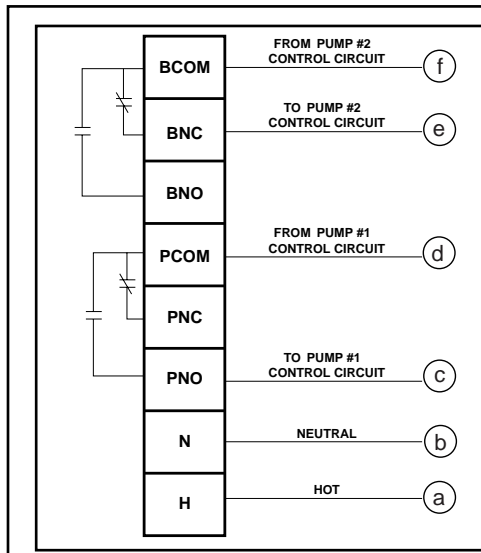 BCOM
FROM PUMP #2
CONTROL CIRCUIT
f
BNC
TO PUMP #2
CONTROL CIRCUIT
e
BNO
PCOM
FROM PUMP #1
CONTROL CIRCUIT
d
PNC
PNO
TO PUMP #1
CONTROL CIRCUIT
c
N
NEUTRAL
b
H
HOT
a